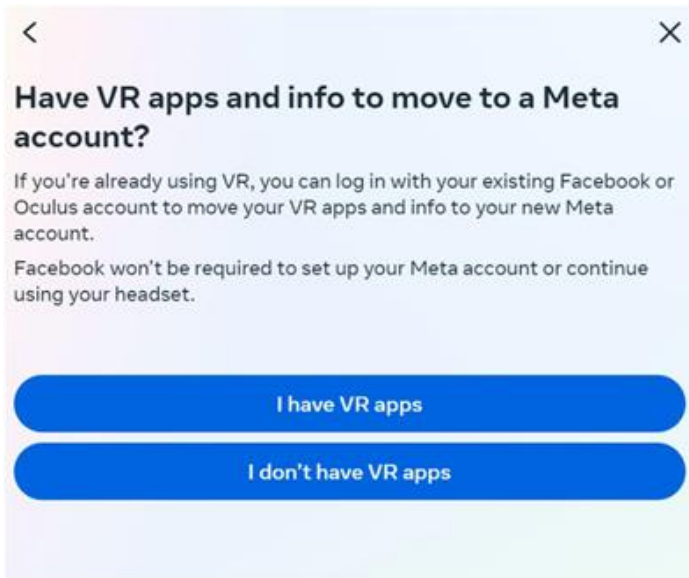 Have VR apps and info to move to a Meta
account?
If you're already using VR, you can log in with your existing Facebook or
Oculus account to move your VR apps and info to your new Meta
account.
Facebook won't be required to set up your Meta account or continue
using your headset.
I have VR apps
I don't have VR apps